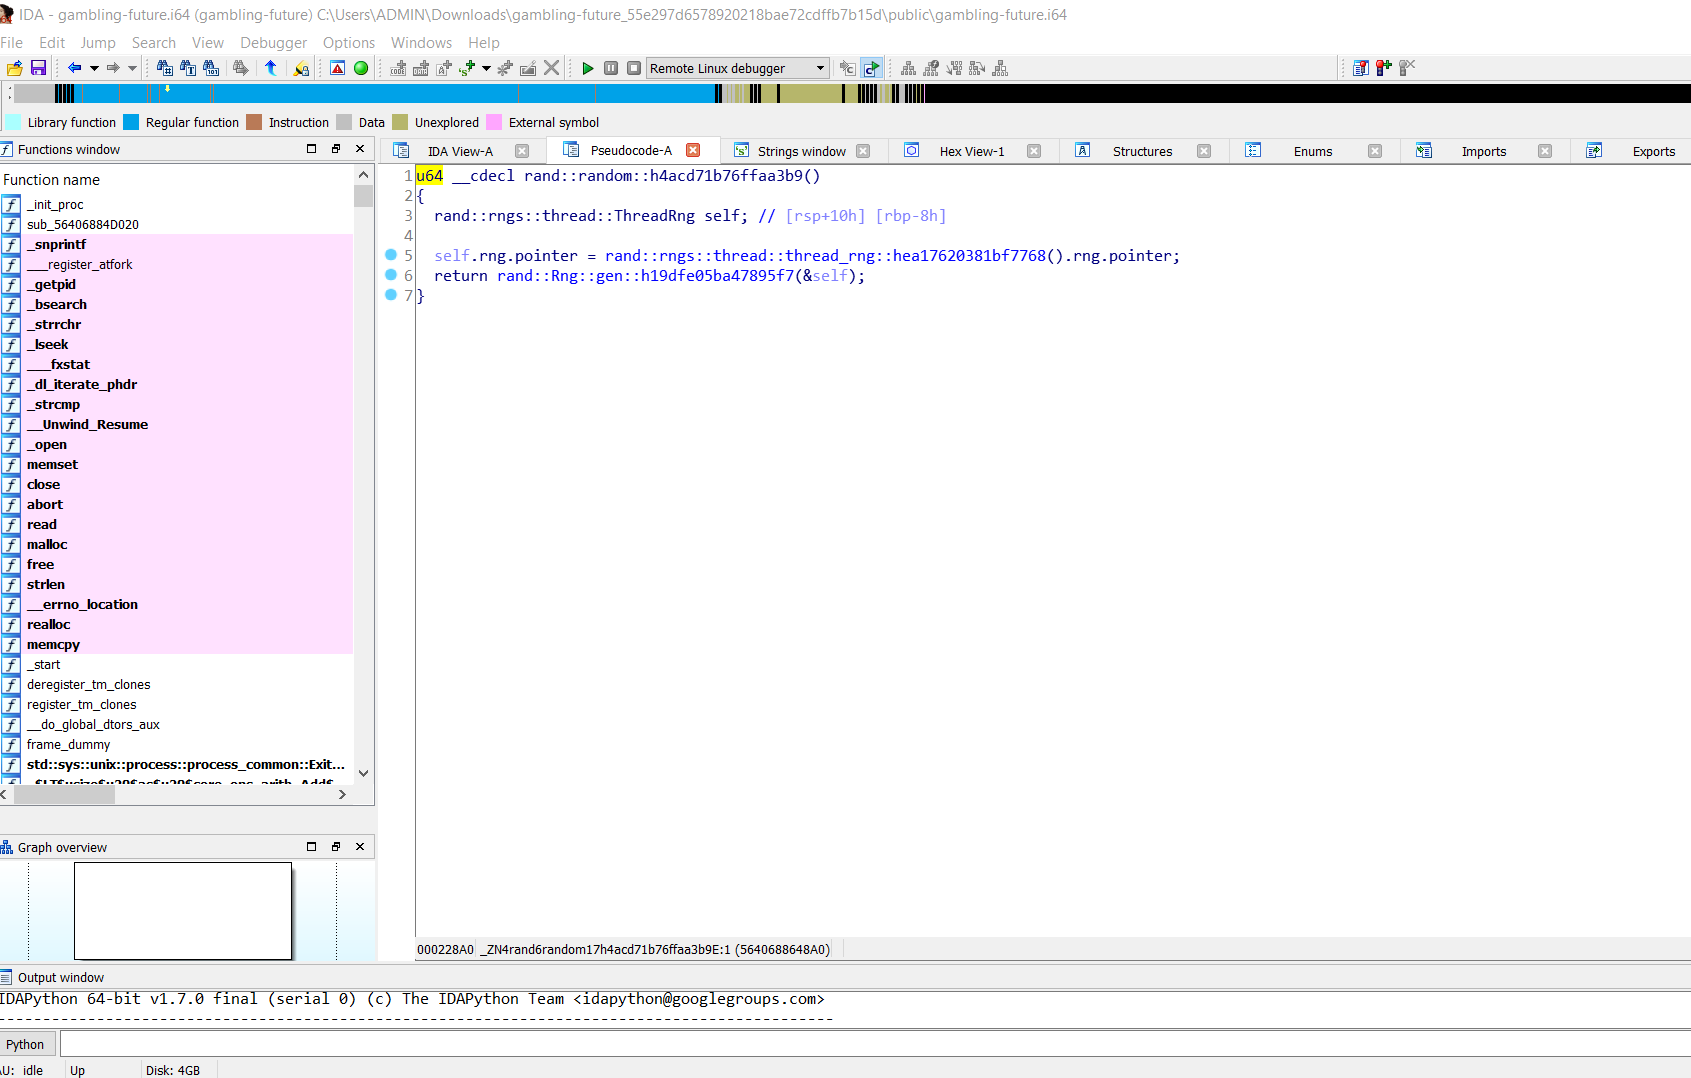 IDA - gambling-future.i64 (gambling-future) C:\Users\ADMIN\Downloads\gambling-future_55e297d6578920218bae72cdffb7b15d\public\gambling-future.i64
File Edit Jump Search View Debugger Options Windows Help
Remote Linux debugger
Library function Regular function Instruction Data Unexplored External symbol
Functions window
IDA View-A Pseudocode-A Strings window Hex View-1 Structures Enums Imports Exports
Function name
_init_proc
sub_56406884D020
_snprintf
___register_atfork
_getpid
_bsearch
_strrchr
_lseek
___fxstat
_dl_iterate_phdr
_strcmp
__Unwind_Resume
_open
memset
close
abort
read
malloc
free
strlen
__errno_location
realloc
memcpy
_start
deregister_tm_clones
register_tm_clones
__do_global_dtors_aux
frame_dummy
std::sys::unix::process::process_common::Exit...
1 u64 __cdecl rand::random::h4acd71b76ffaa3b9()
2 {
3 rand::rngs::thread::ThreadRng self; // [rsp+10h] [rbp-8h]
4
5 self.rng.pointer = rand::rngs::thread::thread_rng::hea17620381bf7768().rng.pointer;
6 return rand::Rng::gen::h19dfe05ba47895f7(&self);
7 }
Graph overview
000228A0 _ZN4rand6random17h4acd71b76ffaa3b9E:1 (5640688648A0)
Output window
IDAPython 64-bit v1.7.0 final (serial 0) (c) The IDAPython Team <idapython@googlegroups.com>
---------------------------------------------------------------------------------------------
Python
AU: idle Up Disk: 4GB